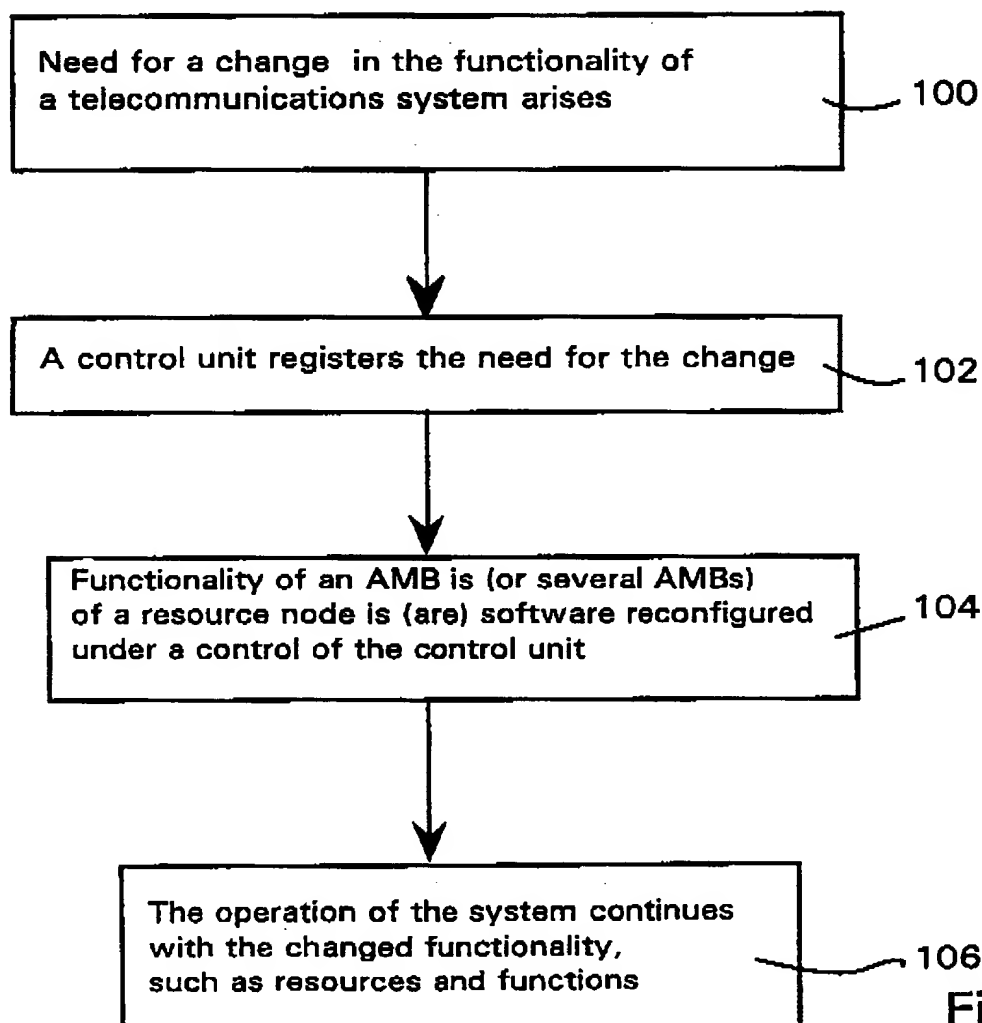 Need for a change in the functionality of
a telecommunications system arises
100
A control unit registers the need for the change
102
Functionality of an AMB is (or several AMBs)
of a resource node is (are) software reconfigured
under a control of the control unit
104
The operation of the system continues
with the changed functionality,
such as resources and functions
106